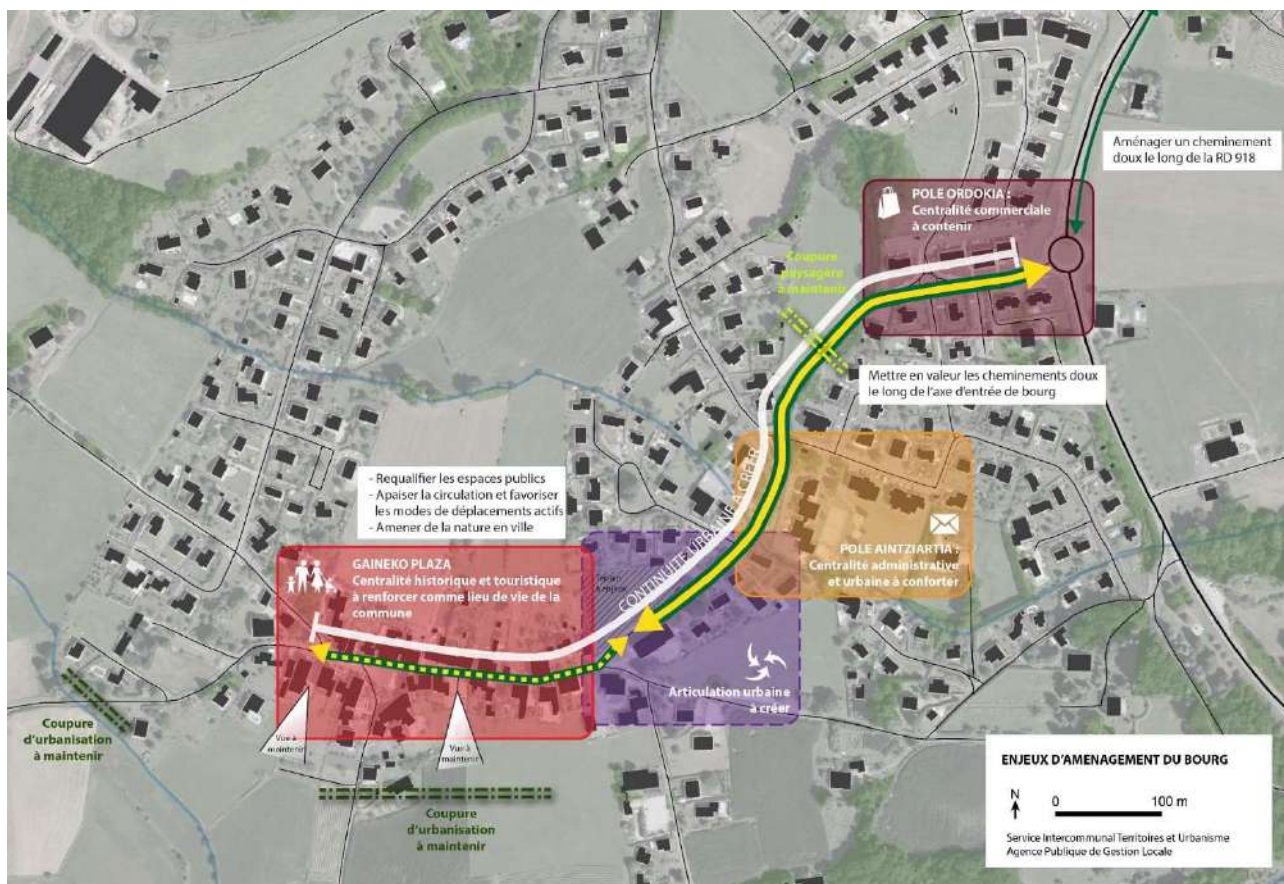 Aménager un cheminement
doux le long de la RD 918
POLE ORDOKIA :
Centralité commerciale
à contenir
Coupure
paysagère
à maintenir
Mettre en valeur les cheminements doux
le long de l'axe d'entrée de bourg
- Requalifier les espaces publics
- Apaiser la circulation et favoriser
les modes de déplacements actifs
- Amener de la nature en ville
CONTINUITE URBAINE A CREER
POLE AINTZIARTIA :
Centralité administrative
et urbaine à conforter
GAINEKO PLAZA
Centralité historique et touristique
à renforcer comme lieu de vie de la
commune
Articulation urbaine
à créer
Coupure
d'urbanisation
à maintenir
Vue à
maintenir
Vue à
maintenir
Coupure
d'urbanisation
à maintenir
ENJEUX D'AMENAGEMENT DU BOURG
N
0 100 m
Service Intercommunal Territoires et Urbanisme
Agence Publique de Gestion Locale